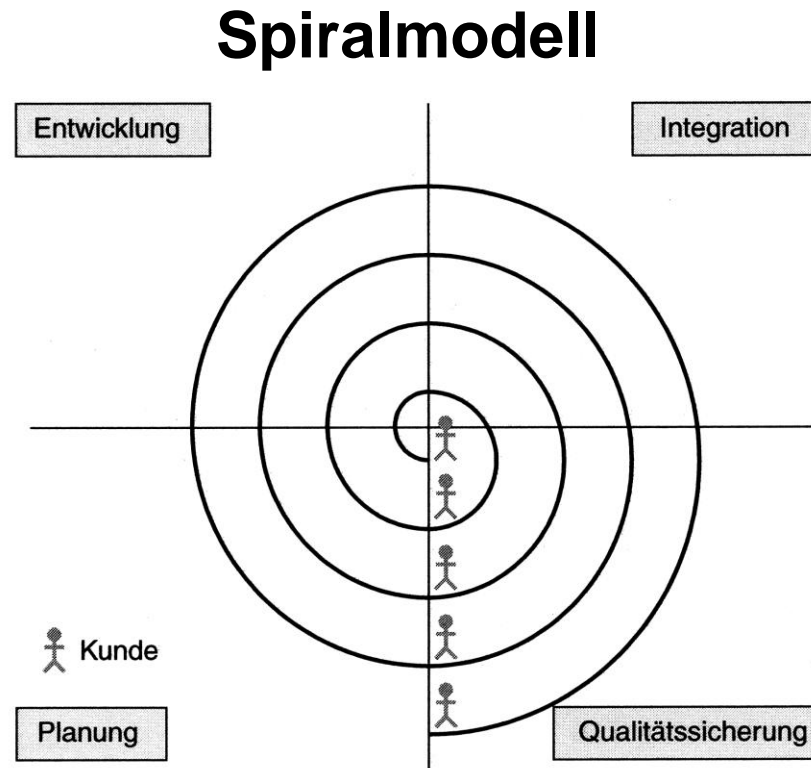 Spiralmodell
Entwicklung
Integration
Kunde
Planung
Qualitätssicherung